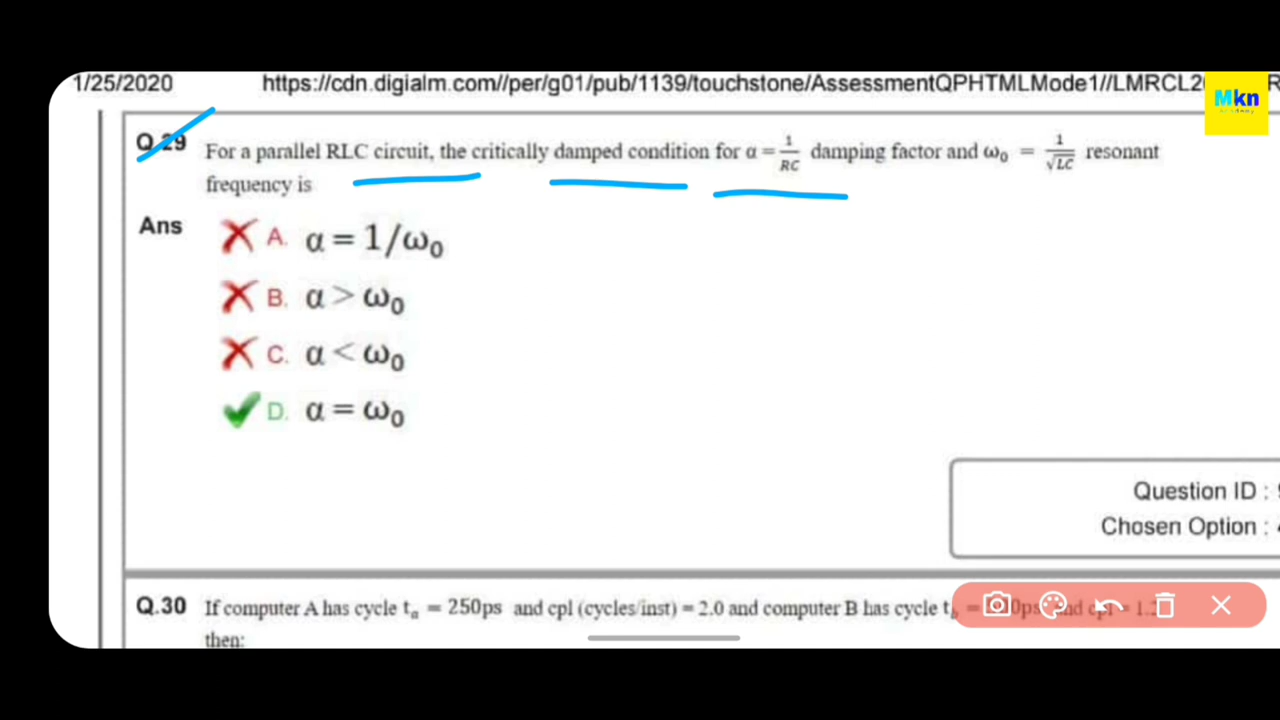 1/25/2020 https://cdn.digialm.com//per/g01/pub/1139/touchstone/AssessmentQPHTMLMode1//LMRCL2
Mkn
Q.29 For a parallel RLC circuit, the critically damped condition for α = 1/RC damping factor and ω₀ = 1/√LC resonant
frequency is
Ans
A. α = 1/ω₀
B. α > ω₀
C. α < ω₀
D. α = ω₀
Question ID :
Chosen Option :
Q.30 If computer A has cycle tₐ = 250ps and cpl (cycles/inst) = 2.0 and computer B has cycle
then: